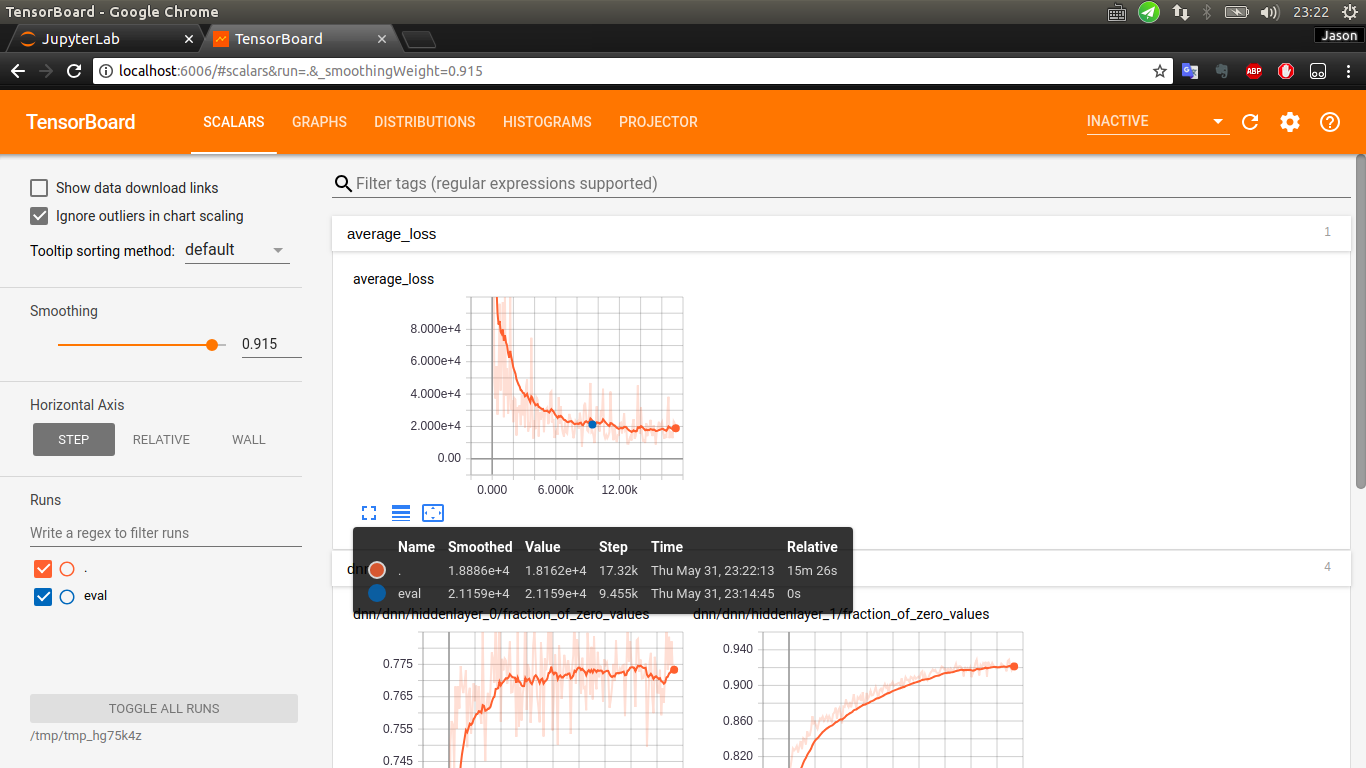 TensorBoard - Google Chrome
23:22
JupyterLab
TensorBoard
Jason
localhost:6006/#scalars&run=.&_smoothingWeight=0.915
ABP
TensorBoard
SCALARS
GRAPHS
DISTRIBUTIONS
HISTOGRAMS
PROJECTOR
INACTIVE
Show data download links
Ignore outliers in chart scaling
Tooltip sorting method: default
Smoothing
0.915
Horizontal Axis
STEP RELATIVE WALL
Runs
Write a regex to filter runs
.
eval
TOGGLE ALL RUNS
/tmp/tmp_hg75k4z
Filter tags (regular expressions supported)
average_loss 1
average_loss
8.000e+4
6.000e+4
4.000e+4
2.000e+4
0.00
0.000 6.000k 12.00k
Name Smoothed Value Step Time Relative
. 1.8886e+4 1.8162e+4 17.32k Thu May 31, 23:22:13 15m 26s
eval 2.1159e+4 2.1159e+4 9.455k Thu May 31, 23:14:45 0s
4
dnn/dnn/hiddenlayer_0/fraction_of_zero_values
0.775
0.765
0.755
0.745
dnn/dnn/hiddenlayer_1/fraction_of_zero_values
0.940
0.900
0.860
0.820